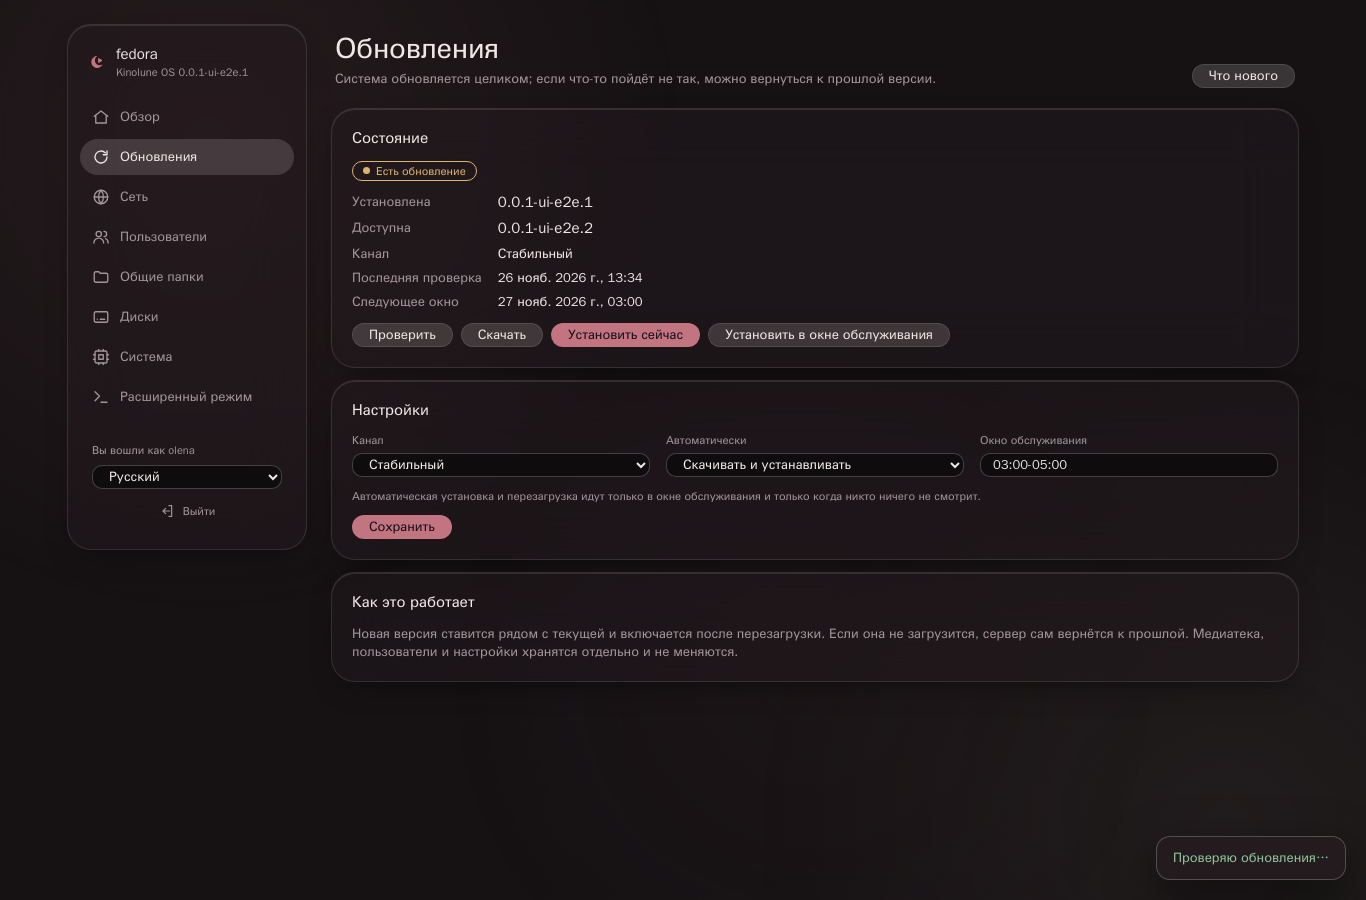 fedora
Kinolune OS 0.0.1-ui-e2e.1
Обзор
Обновления
Сеть
Пользователи
Общие папки
Диски
Система
Расширенный режим
Вы вошли как olena
Русский
Выйти
Обновления
Система обновляется целиком; если что-то пойдёт не так, можно вернуться к прошлой версии.
Что нового
Состояние
Есть обновление
Установлена 0.0.1-ui-e2e.1
Доступна 0.0.1-ui-e2e.2
Канал Стабильный
Последняя проверка 26 нояб. 2026 г., 13:34
Следующее окно 27 нояб. 2026 г., 03:00
Проверить Скачать Установить сейчас Установить в окне обслуживания
Настройки
Канал Автоматически Окно обслуживания
Стабильный Скачивать и устанавливать 03:00-05:00
Автоматическая установка и перезагрузка идут только в окне обслуживания и только когда никто ничего не смотрит.
Сохранить
Как это работает
Новая версия ставится рядом с текущей и включается после перезагрузки. Если она не загрузится, сервер сам вернётся к прошлой. Медиатека,
пользователи и настройки хранятся отдельно и не меняются.
Проверяю обновления…